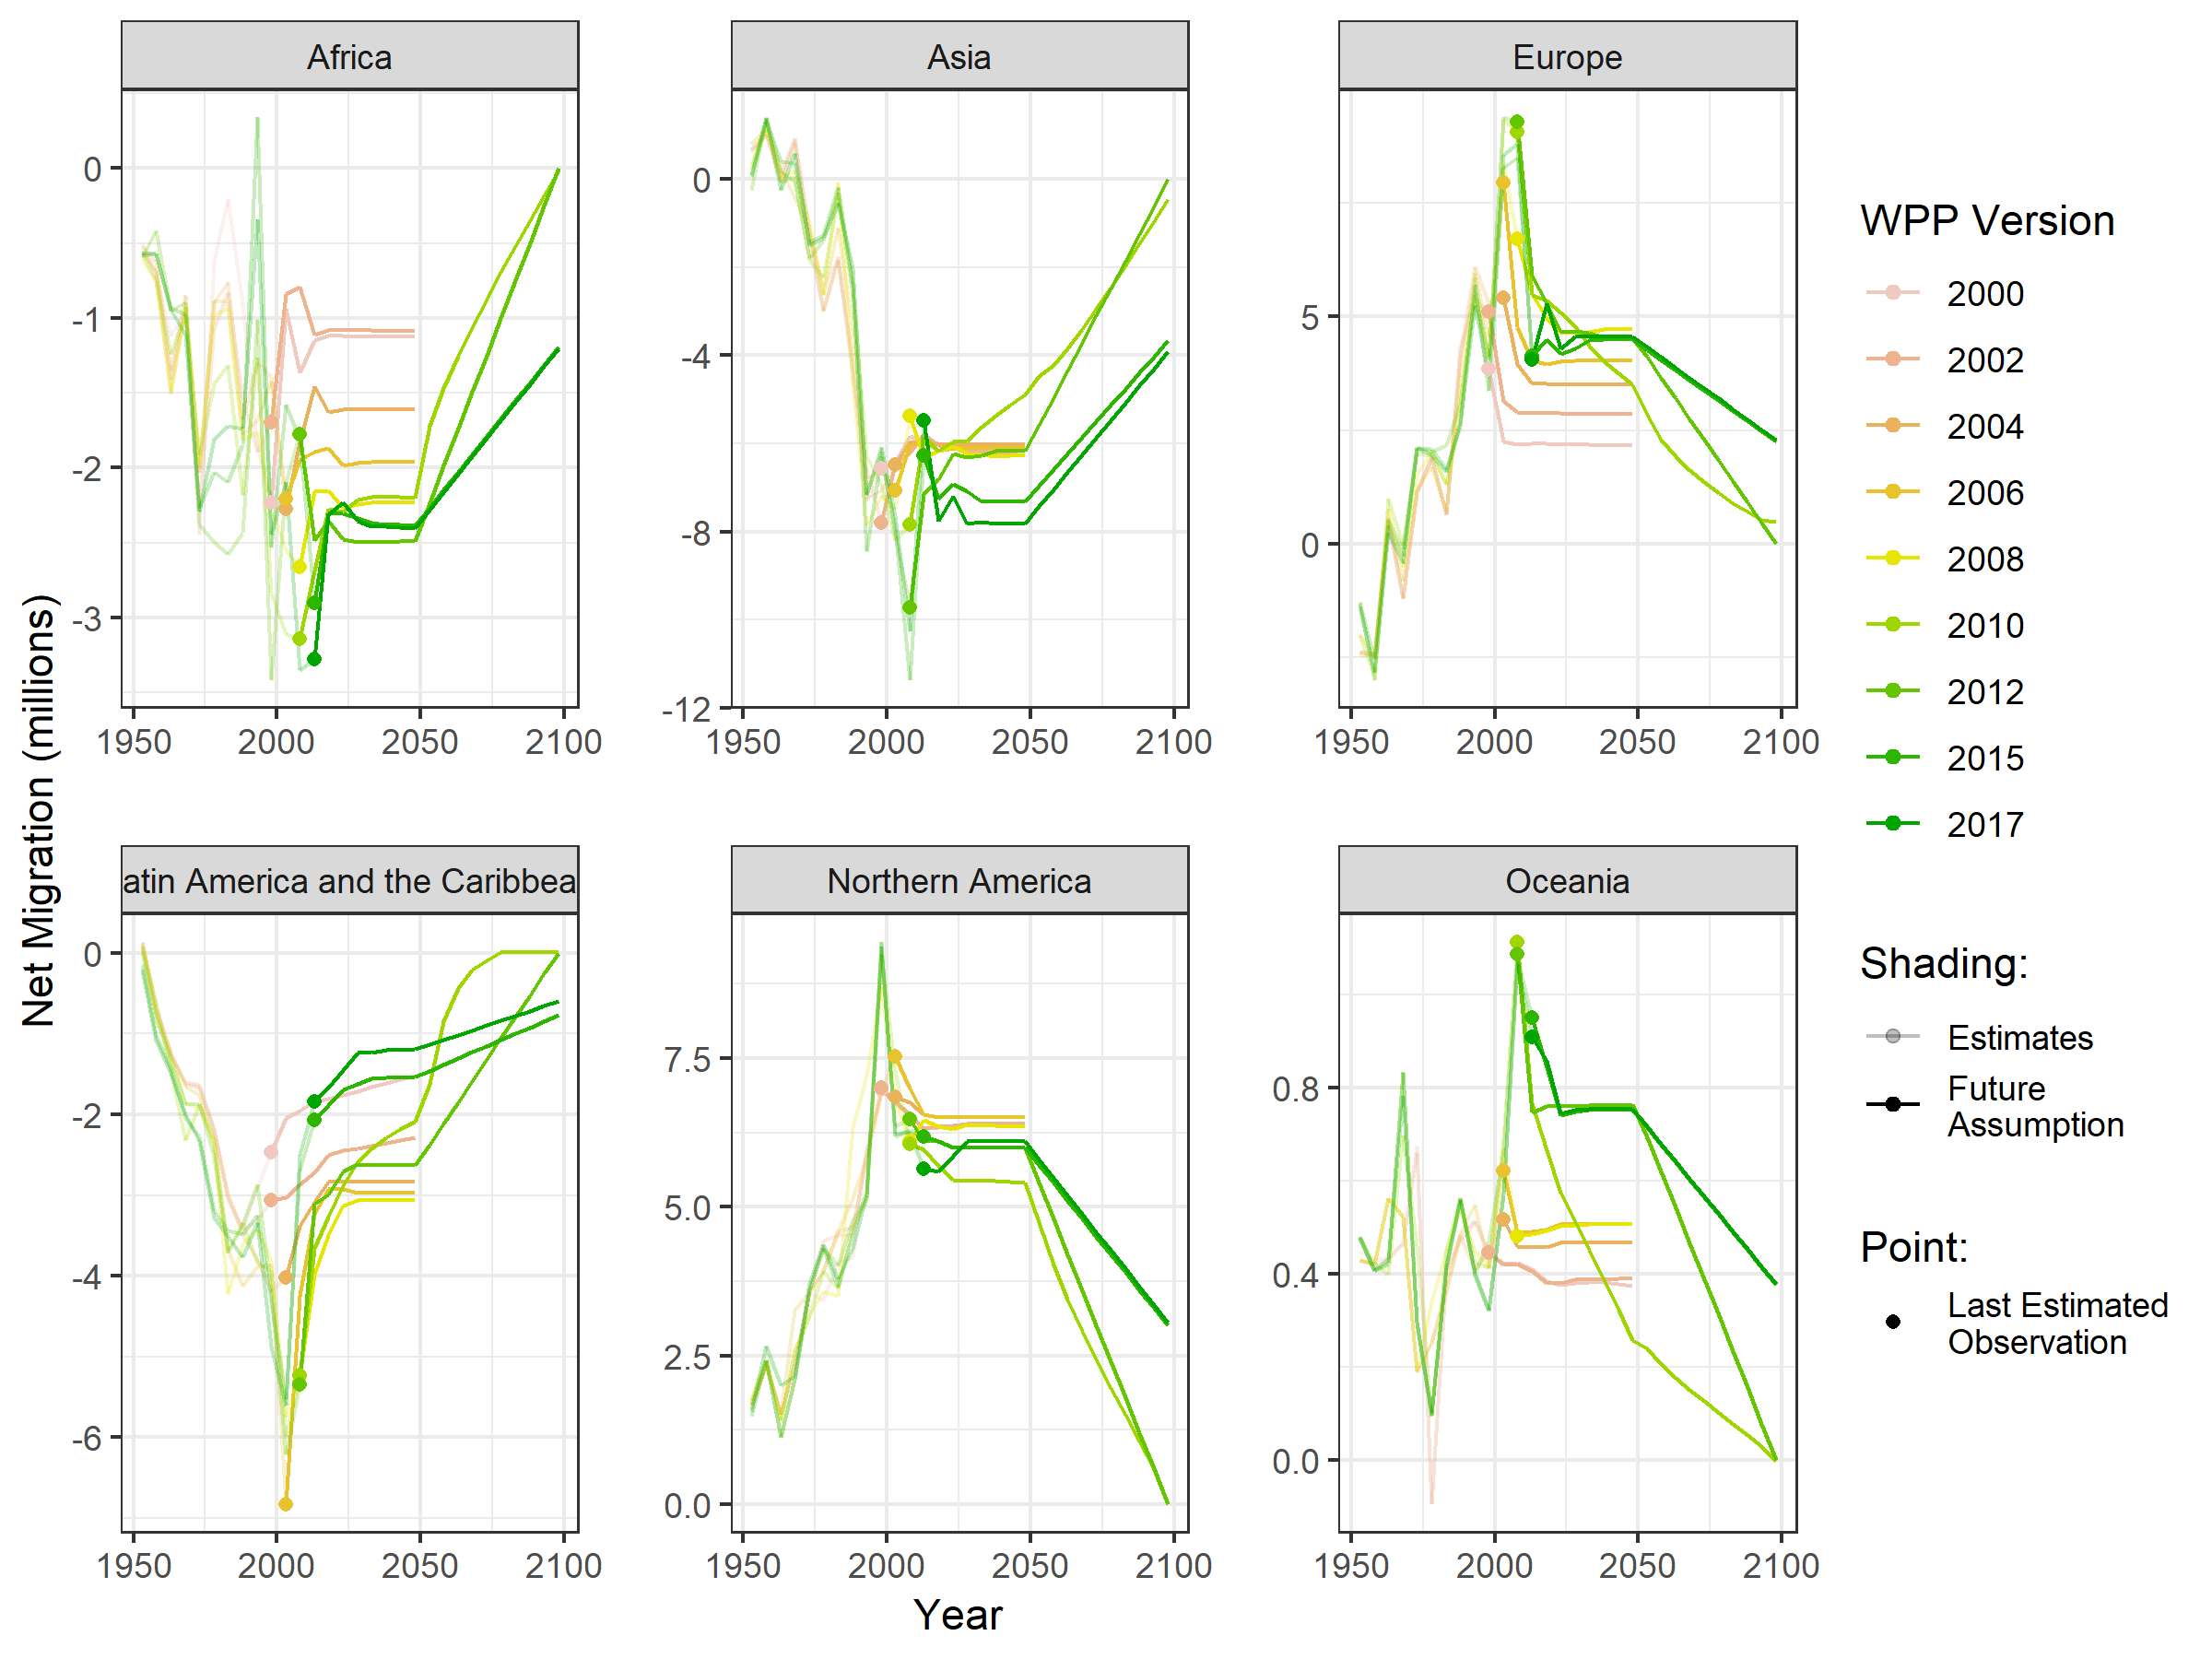 Africa
Asia
Europe
0
-1
-2
-3
0
-4
-8
-12
5
0
1950 2000 2050 2100
1950 2000 2050 2100
1950 2000 2050 2100
atin America and the Caribbea
Northern America
Oceania
0
-2
-4
-6
7.5
5.0
2.5
0.0
0.8
0.4
0.0
1950 2000 2050 2100
1950 2000 2050 2100
1950 2000 2050 2100
Net Migration (millions)
Year
WPP Version
2000
2002
2004
2006
2008
2010
2012
2015
2017
Shading:
Estimates
Future
Assumption
Point:
Last Estimated
Observation